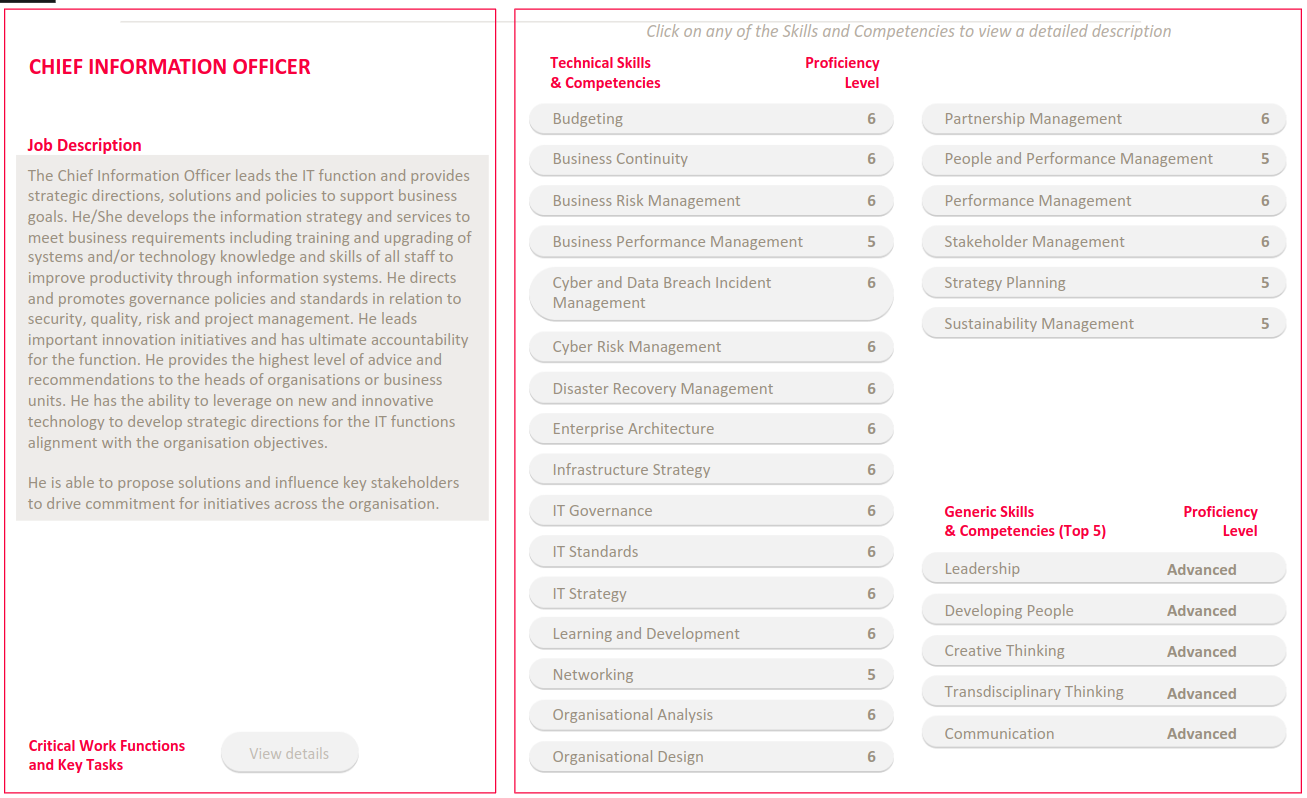 CHIEF INFORMATION OFFICER
Job Description
The Chief Information Officer leads the IT function and provides
strategic directions, solutions and policies to support business
goals. He/She develops the information strategy and services to
meet business requirements including training and upgrading of
systems and/or technology knowledge and skills of all staff to
improve productivity through information systems. He directs
and promotes governance policies and standards in relation to
security, quality, risk and project management. He leads
important innovation initiatives and has ultimate accountability
for the function. He provides the highest level of advice and
recommendations to the heads of organisations or business
units. He has the ability to leverage on new and innovative
technology to develop strategic directions for the IT functions
alignment with the organisation objectives.
He is able to propose solutions and influence key stakeholders
to drive commitment for initiatives across the organisation.
Critical Work Functions
and Key Tasks
View details
Click on any of the Skills and Competencies to view a detailed description
Technical Skills
& Competencies
Proficiency
Level
Budgeting 6
Business Continuity 6
Business Risk Management 6
Business Performance Management 5
Cyber and Data Breach Incident 6
Management
Cyber Risk Management 6
Disaster Recovery Management 6
Enterprise Architecture 6
Infrastructure Strategy 6
IT Governance 6
IT Standards 6
IT Strategy 6
Learning and Development 6
Networking 5
Organisational Analysis 6
Organisational Design 6
Partnership Management 6
People and Performance Management 5
Performance Management 6
Stakeholder Management 6
Strategy Planning 5
Sustainability Management 5
Generic Skills
& Competencies (Top 5)
Proficiency
Level
Leadership Advanced
Developing People Advanced
Creative Thinking Advanced
Transdisciplinary Thinking Advanced
Communication Advanced